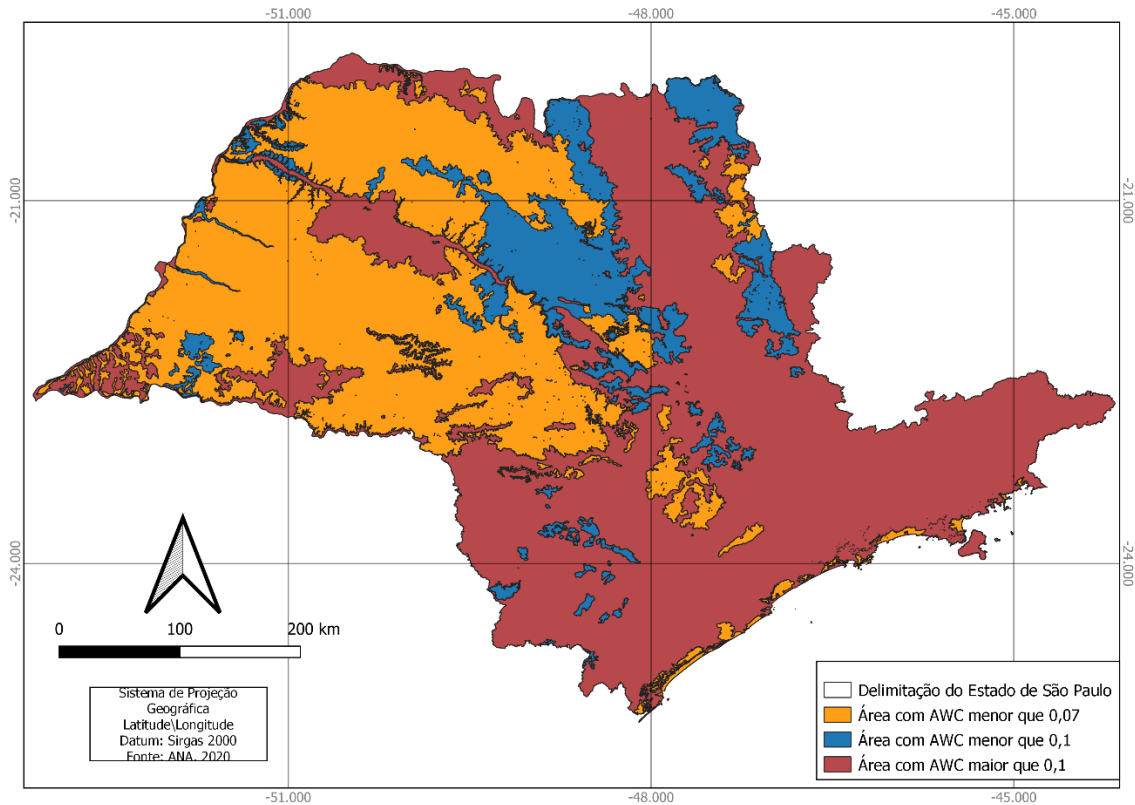 -51.000 -48.000 -45.000
-21.000 -21.000
-24.000 -24.000
0 100 200 km
Sistema de Projeção
Geográfica
Latitude\Longitude
Datum: Sirgas 2000
Fonte: ANA, 2020
Delimitação do Estado de São Paulo
Área com AWC menor que 0,07
Área com AWC menor que 0,1
Área com AWC maior que 0,1
-51.000 -48.000 -45.000